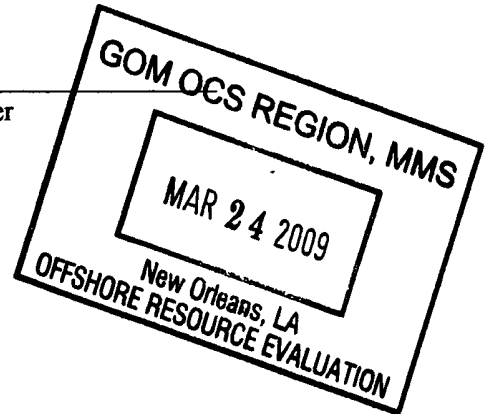 er
GOM OCS REGION, MMS
MAR 24 2009
New Orleans, LA
OFFSHORE RESOURCE EVALUATION